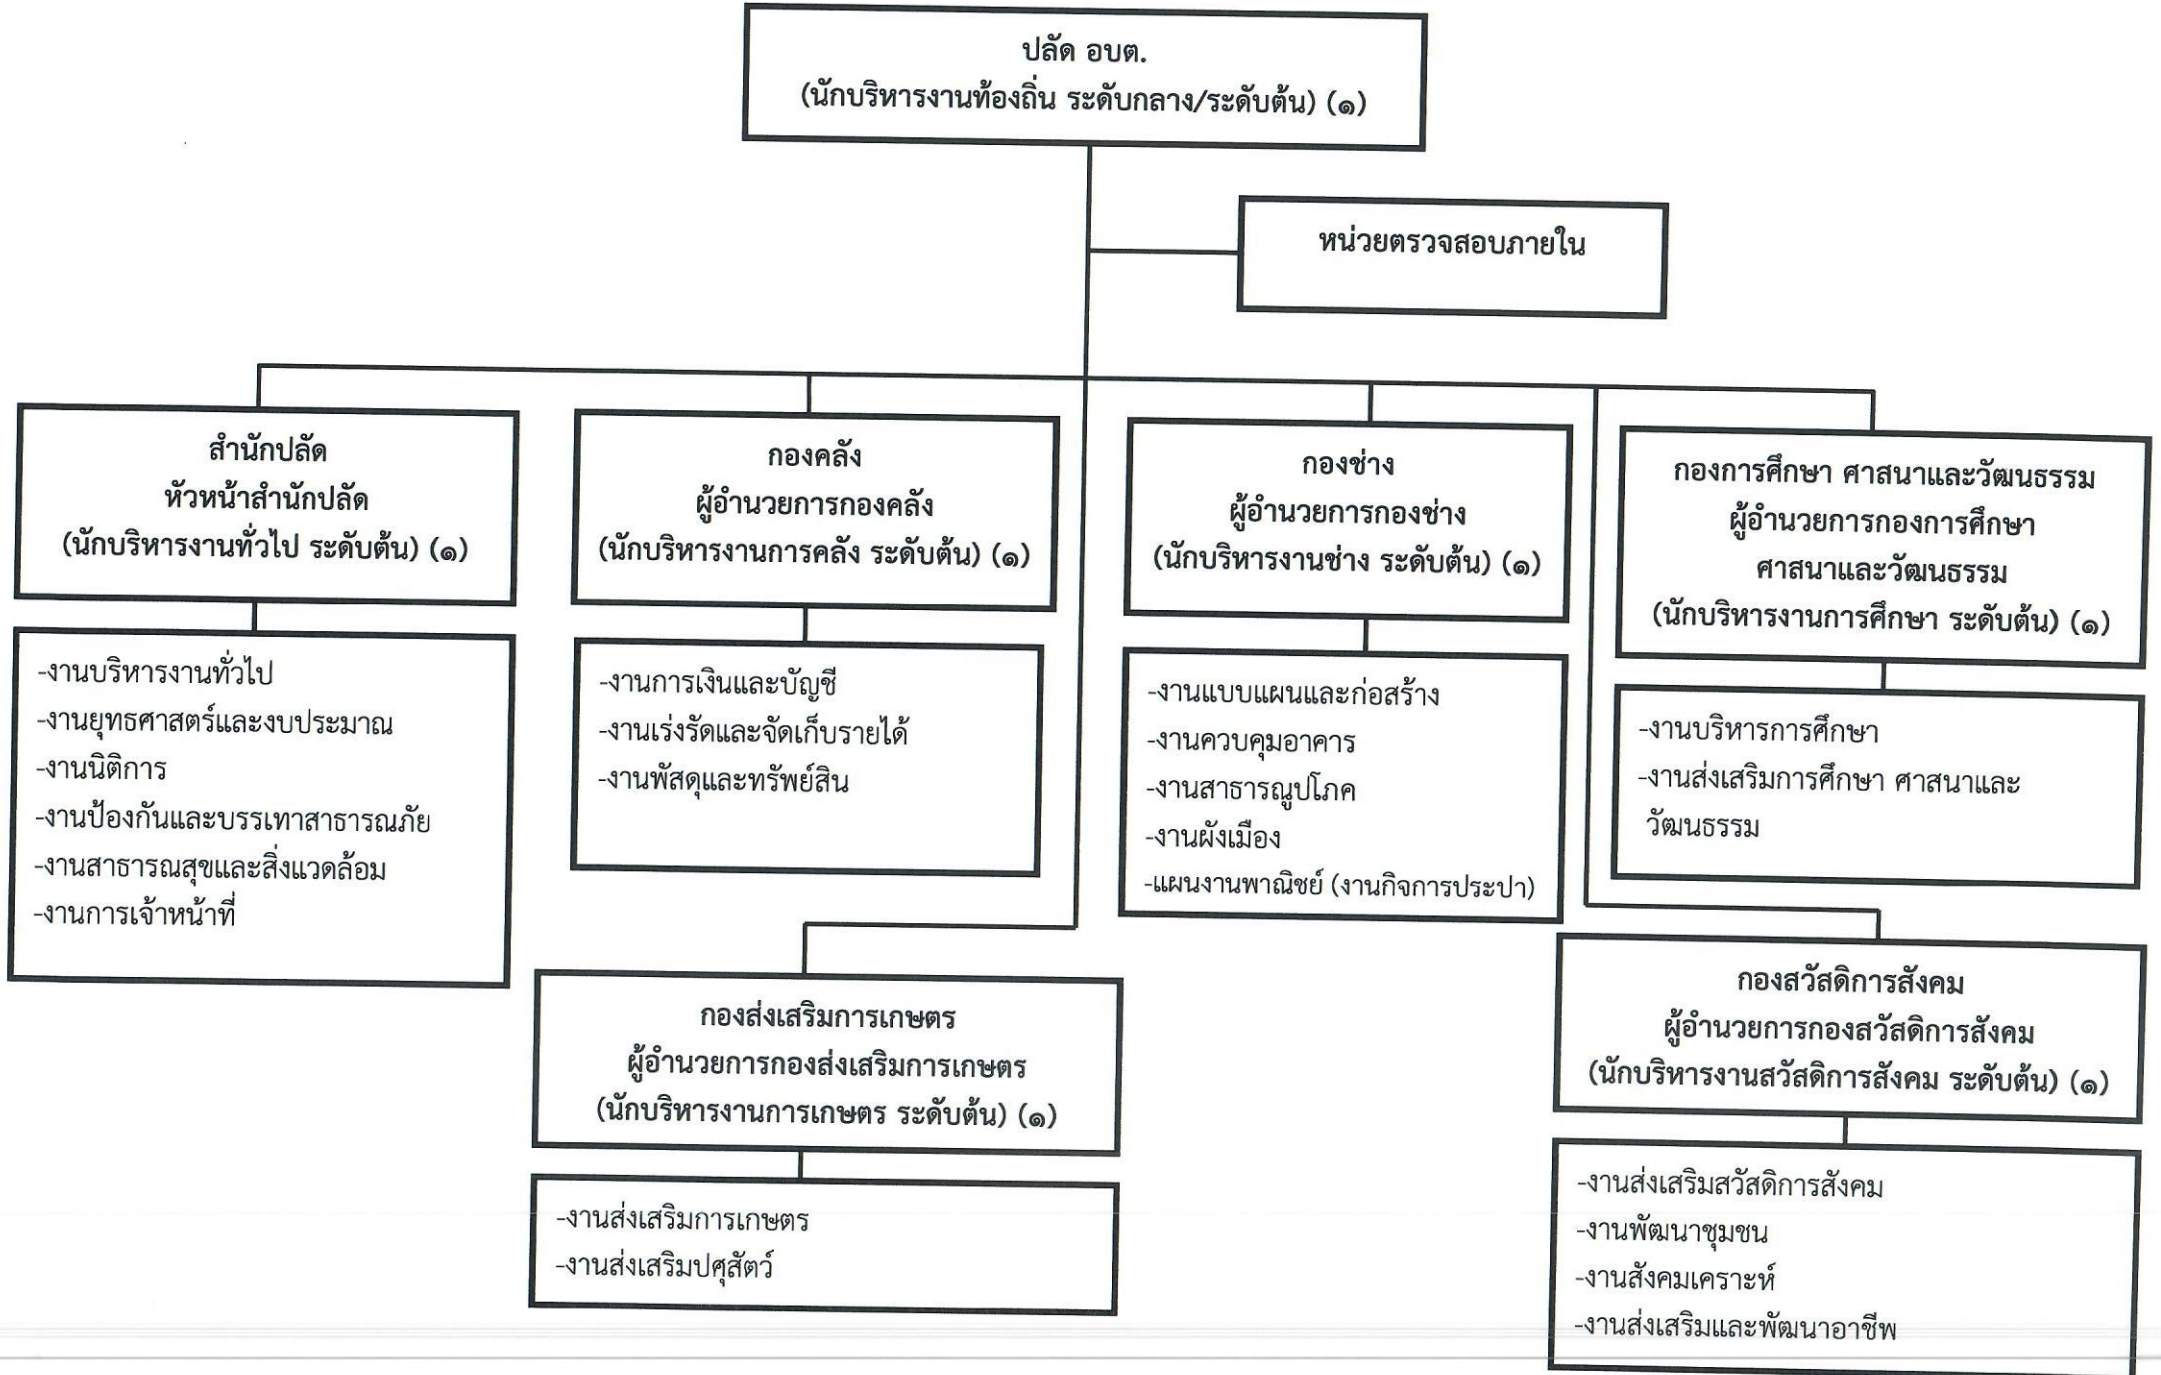 ปลัด อบต.
(นักบริหารงานท้องถิ่น ระดับกลาง/ระดับต้น) (๑)
หน่วยตรวจสอบภายใน
สำนักปลัด
หัวหน้าสำนักปลัด
(นักบริหารงานทั่วไป ระดับต้น) (๑)
กองคลัง
ผู้อำนวยการกองคลัง
(นักบริหารงานการคลัง ระดับต้น) (๑)
กองช่าง
ผู้อำนวยการกองช่าง
(นักบริหารงานช่าง ระดับต้น) (๑)
กองการศึกษา ศาสนาและวัฒนธรรม
ผู้อำนวยการกองการศึกษา
ศาสนาและวัฒนธรรม
(นักบริหารงานการศึกษา ระดับต้น) (๑)
-งานบริหารงานทั่วไป
-งานยุทธศาสตร์และงบประมาณ
-งานนิติการ
-งานป้องกันและบรรเทาสาธารณภัย
-งานสาธารณสุขและสิ่งแวดล้อม
-งานการเจ้าหน้าที่
-งานการเงินและบัญชี
-งานเร่งรัดและจัดเก็บรายได้
-งานพัสดุและทรัพย์สิน
-งานแบบแผนและก่อสร้าง
-งานควบคุมอาคาร
-งานสาธารณูปโภค
-งานผังเมือง
-แผนงานพาณิชย์ (งานกิจการประปา)
-งานบริหารการศึกษา
-งานส่งเสริมการศึกษา ศาสนาและ
วัฒนธรรม
กองส่งเสริมการเกษตร
ผู้อำนวยการกองส่งเสริมการเกษตร
(นักบริหารงานการเกษตร ระดับต้น) (๑)
-งานส่งเสริมการเกษตร
-งานส่งเสริมปศุสัตว์
กองสวัสดิการสังคม
ผู้อำนวยการกองสวัสดิการสังคม
(นักบริหารงานสวัสดิการสังคม ระดับต้น) (๑)
-งานส่งเสริมสวัสดิการสังคม
-งานพัฒนาชุมชน
-งานสังคมเคราะห์
-งานส่งเสริมและพัฒนาอาชีพ